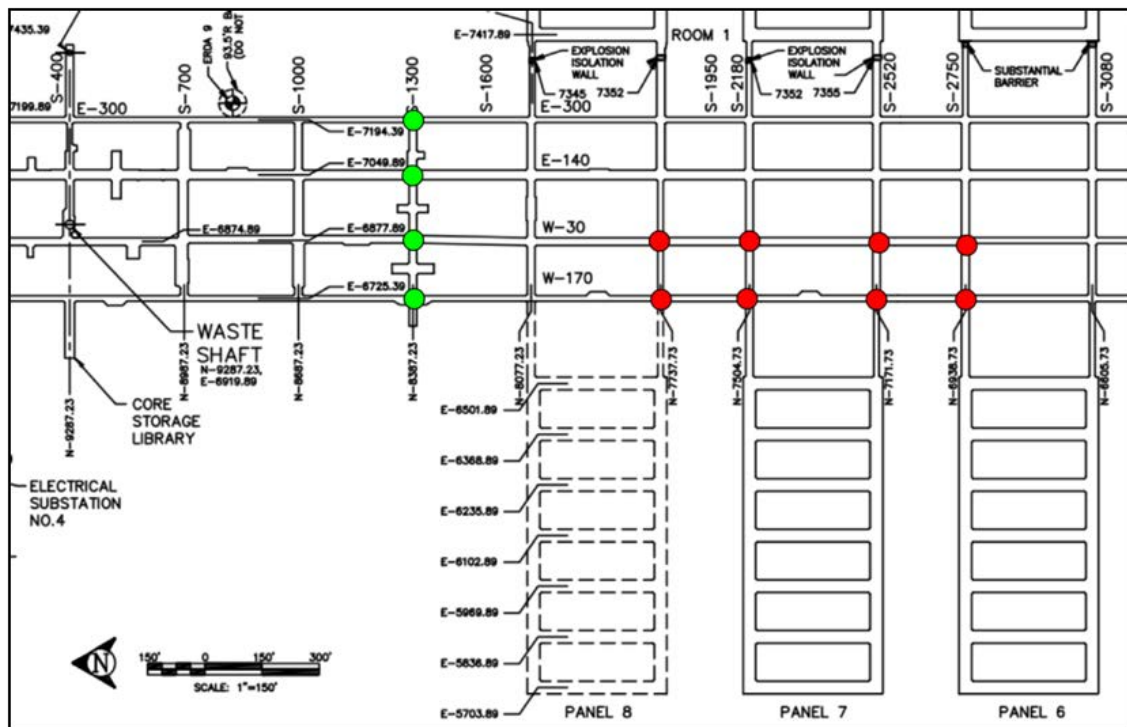 7435.39
S-400
ERDA 9
93.5'R
(DO NOT
E-7417.89
ROOM 1
EXPLOSION
ISOLATION
WALL
7345
7352
EXPLOSION
ISOLATION
WALL
7352
7355
SUBSTANTIAL
BARRIER
7199.89
E-300
S-700
S-1000
S-1300
S-1600
E-300
S-1950
S-2180
S-2520
S-2750
S-3080
E-7194.39
E-7049.89
E-140
E-6874.89
E-6877.89
W-30
E-6725.39
W-170
WASTE
SHAFT
N-9287.23,
E-6919.89
N-9287.23
N-8987.23
N-8687.23
N-8387.23
N-8077.23
N-7737.73
N-7504.73
N-7171.73
N-6938.73
N-6605.73
CORE
STORAGE
LIBRARY
E-6501.89
E-6368.89
E-6235.89
E-6102.89
E-5969.89
E-5836.89
E-5703.89
ELECTRICAL
SUBSTATION
NO.4
N
150' 0 150' 300'
SCALE: 1"=150'
PANEL 8
PANEL 7
PANEL 6